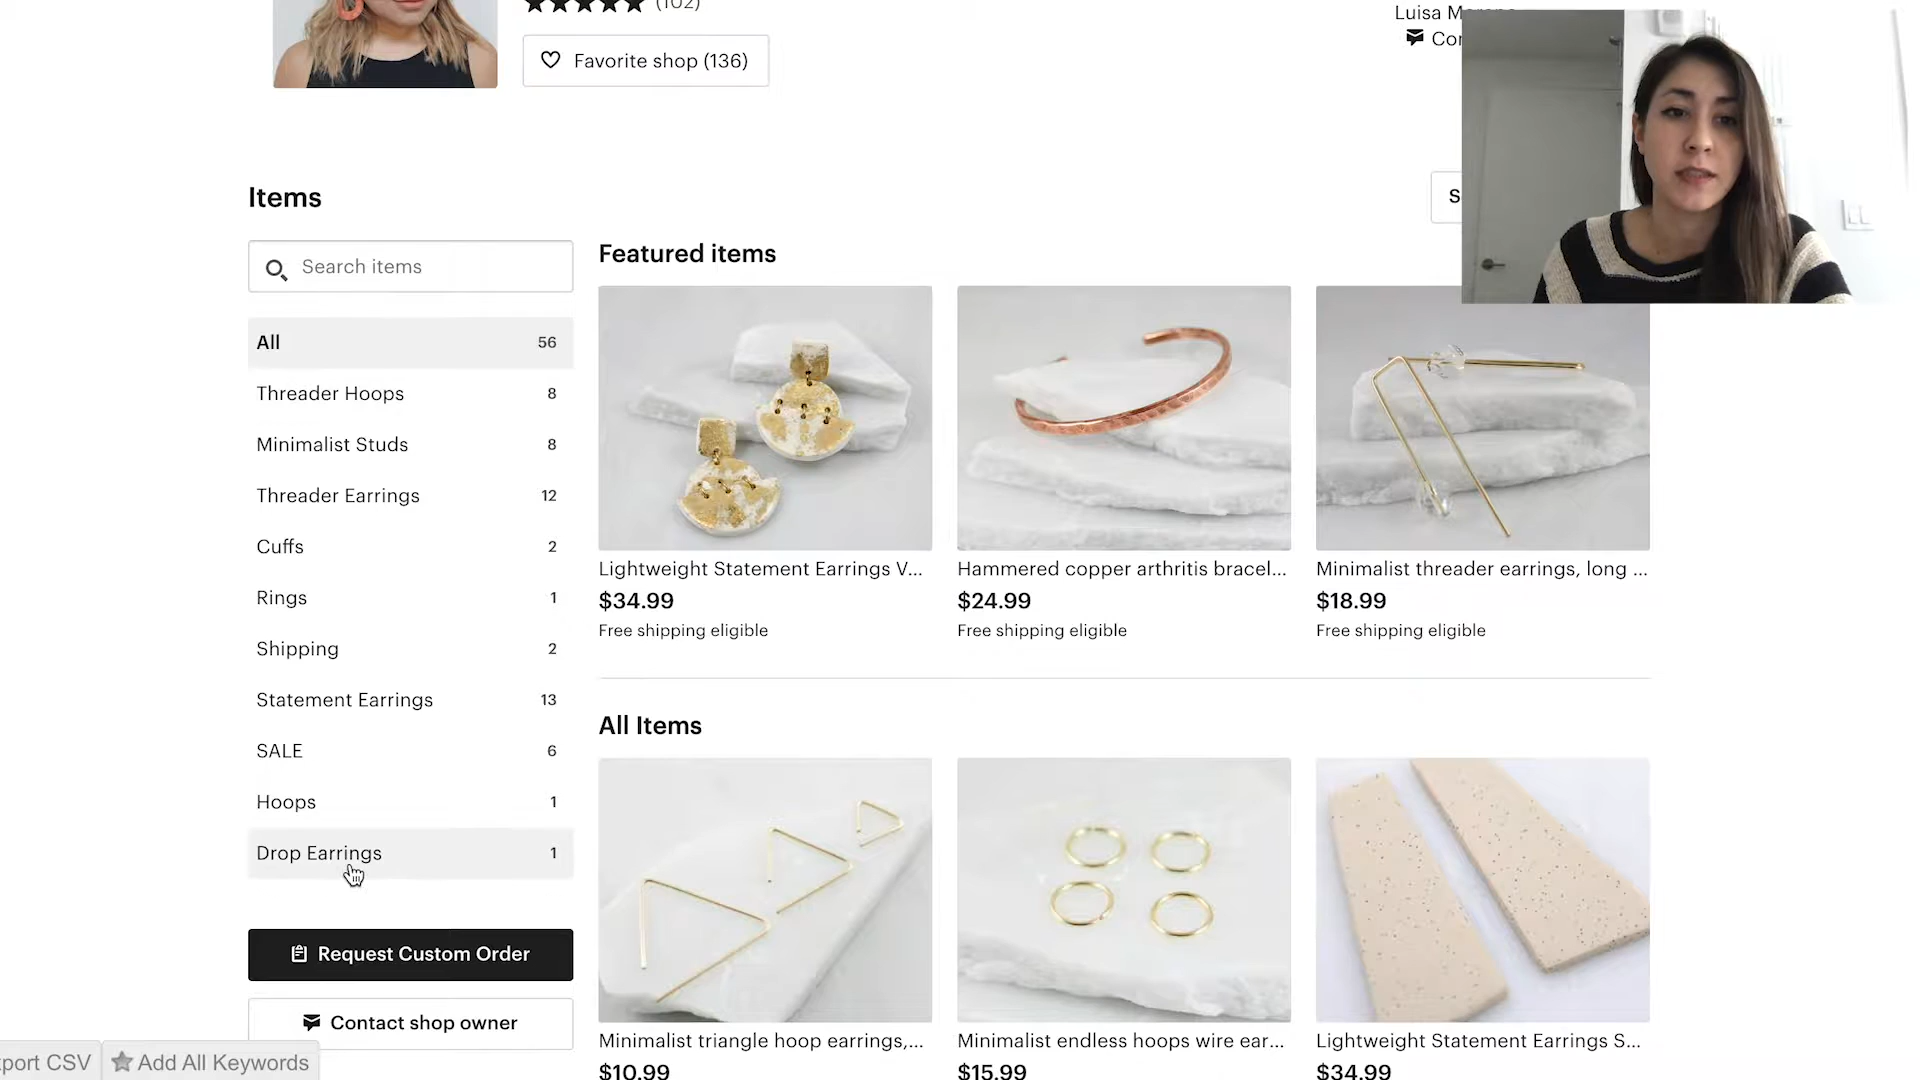 (102)
Favorite shop (136)
Luisa
Items
Search items
All 56
Threader Hoops 8
Minimalist Studs 8
Threader Earrings 12
Cuffs 2
Rings 1
Shipping 2
Statement Earrings 13
SALE 6
Hoops 1
Drop Earrings 1
Request Custom Order
Contact shop owner
Featured items
Lightweight Statement Earrings V...
$34.99
Free shipping eligible
Hammered copper arthritis bracel...
$24.99
Free shipping eligible
Minimalist threader earrings, long ...
$18.99
Free shipping eligible
All Items
Minimalist triangle hoop earrings,...
$10.99
Minimalist endless hoops wire ear...
$15.99
Lightweight Statement Earrings S...
$34.99
port CSV
Add All Keywords